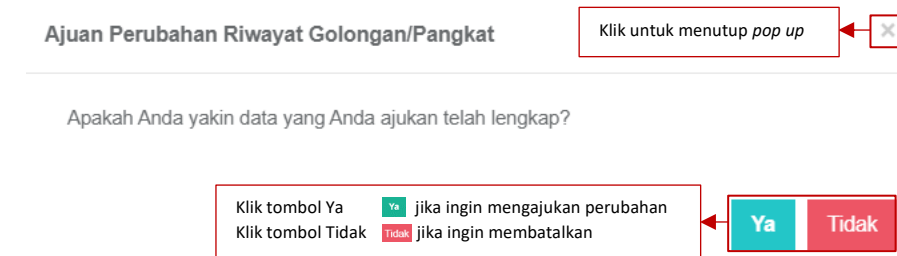 Ajuan Perubahan Riwayat Golongan/Pangkat
Klik untuk menutup pop up
×
Apakah Anda yakin data yang Anda ajukan telah lengkap?
Klik tombol Ya Ya jika ingin mengajukan perubahan
Klik tombol Tidak Tidak jika ingin membatalkan
Ya Tidak